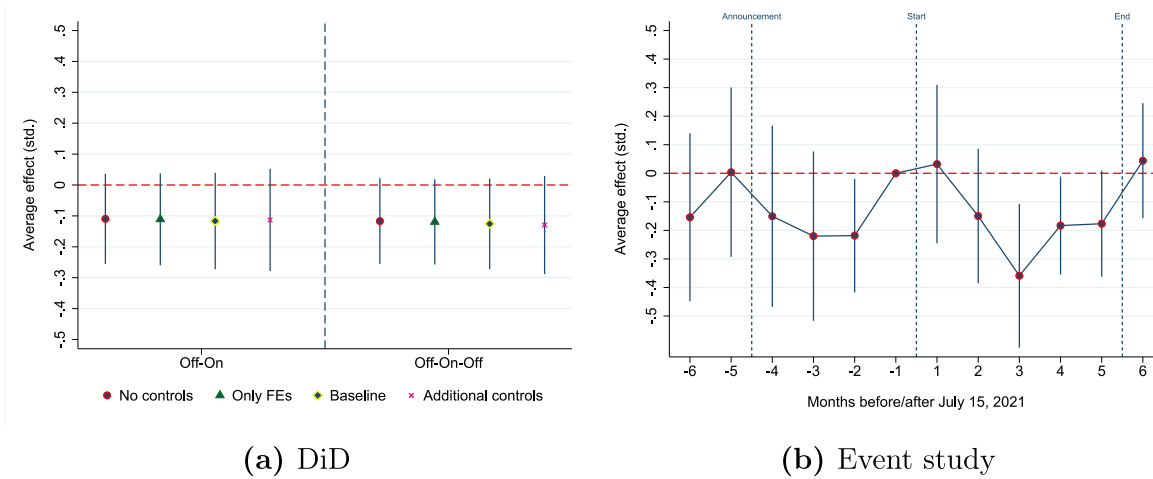 Average effect (std.)
.5
.4
.3
.2
.1
0
-.1
-.2
-.3
-.4
-.5
Off-On Off-On-Off
No controls Only FEs Baseline Additional controls
(a) DiD
Announcement Start End
Average effect (std.)
.5
.4
.3
.2
.1
0
-.1
-.2
-.3
-.4
-.5
-6 -5 -4 -3 -2 -1 1 2 3 4 5 6
Months before/after July 15, 2021
(b) Event study